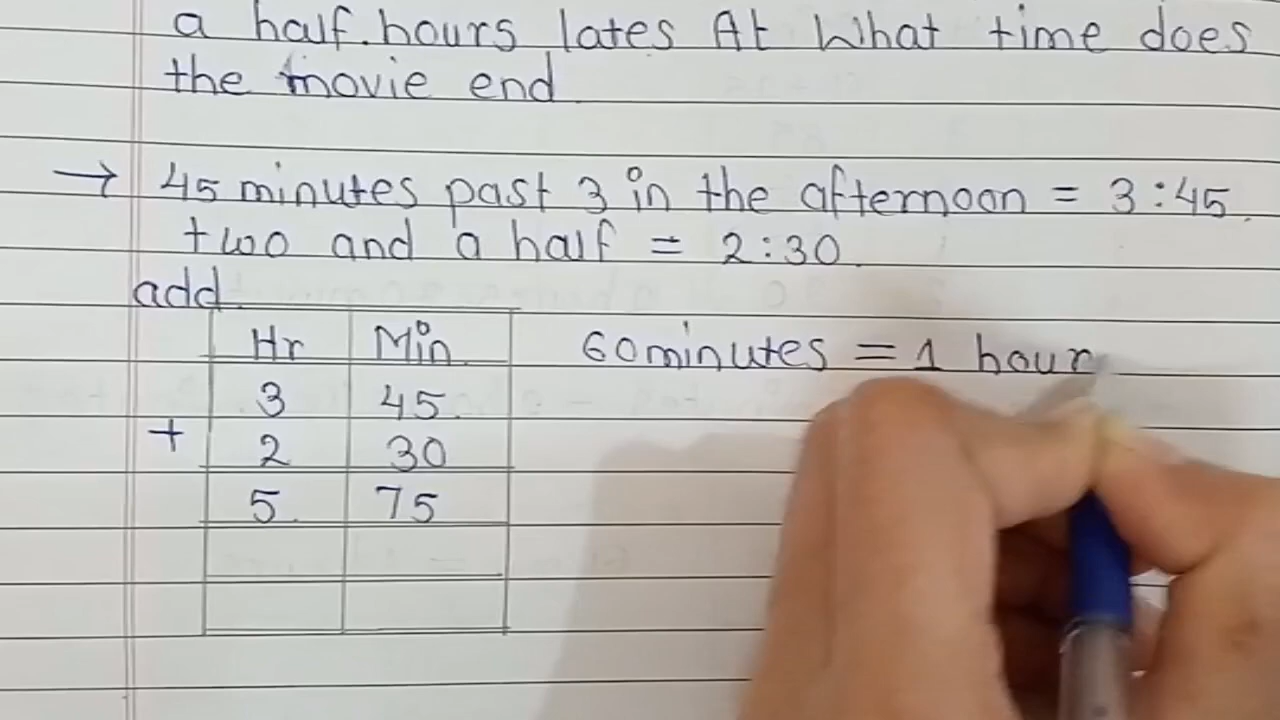 a half.hours lates At What time does
the movie end
→ 45 minutes past 3 in the afternoon = 3:45.
two and a half = 2:30.
add.
Hr Min 60minutes = 1 hour
3 45.
+ 2 30
5. 75